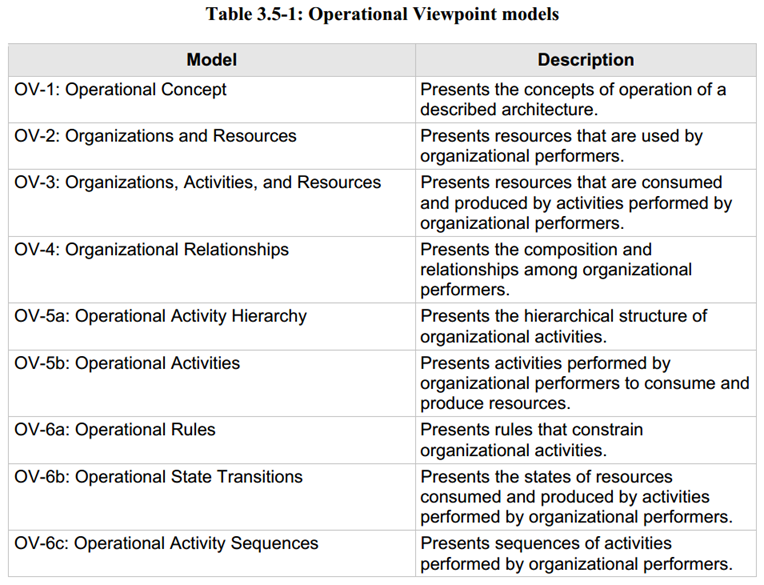 Table 3.5-1: Operational Viewpoint models
Model
Description
OV-1: Operational Concept
Presents the concepts of operation of a
described architecture.
OV-2: Organizations and Resources
Presents resources that are used by
organizational performers.
OV-3: Organizations, Activities, and Resources
Presents resources that are consumed
and produced by activities performed by
organizational performers.
OV-4: Organizational Relationships
Presents the composition and
relationships among organizational
performers.
OV-5a: Operational Activity Hierarchy
Presents the hierarchical structure of
organizational activities.
OV-5b: Operational Activities
Presents activities performed by
organizational performers to consume and
produce resources.
OV-6a: Operational Rules
Presents rules that constrain
organizational activities.
OV-6b: Operational State Transitions
Presents the states of resources
consumed and produced by activities
performed by organizational performers.
OV-6c: Operational Activity Sequences
Presents sequences of activities
performed by organizational performers.